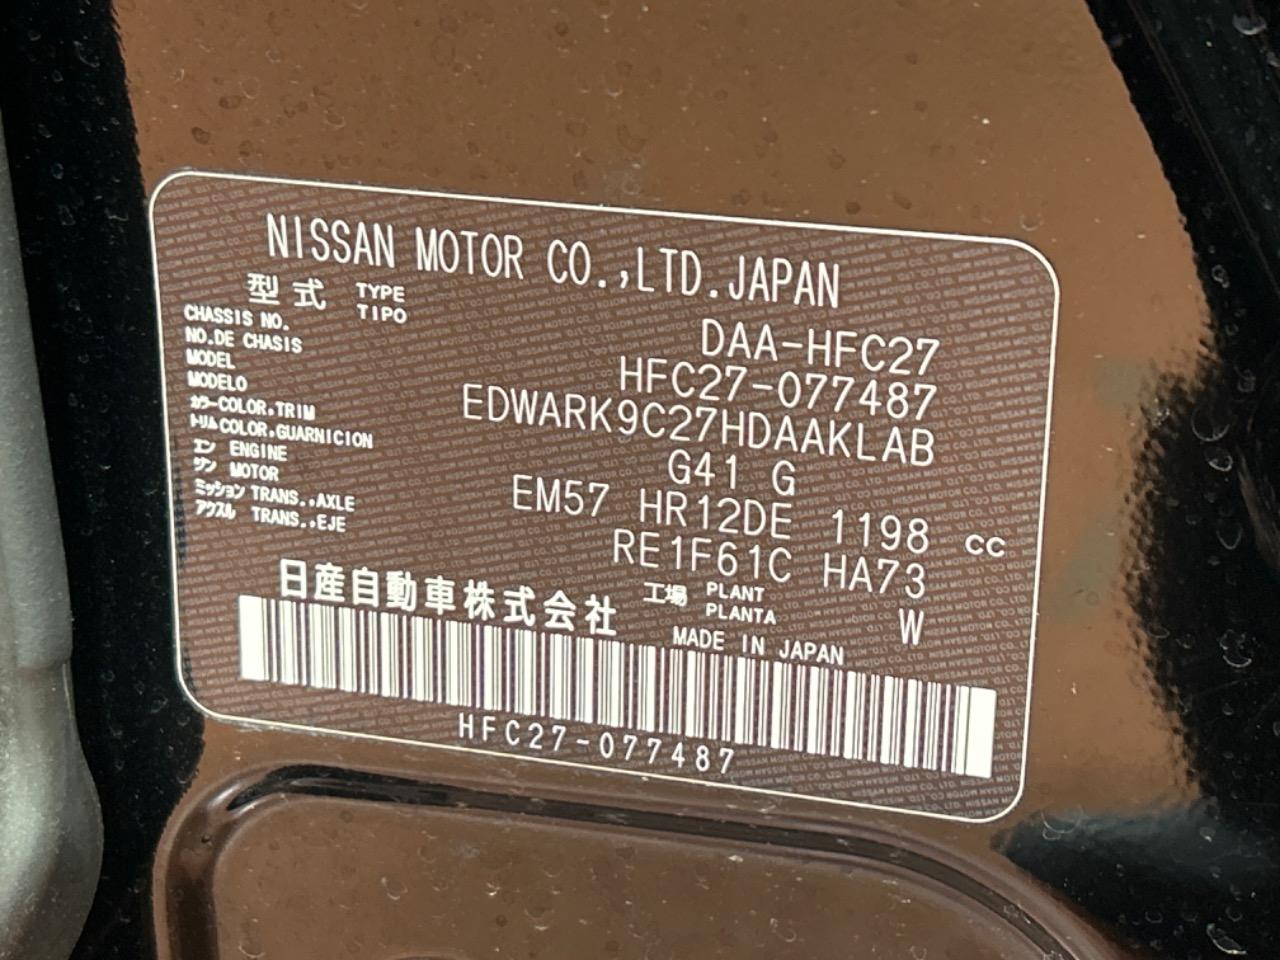 NISSAN MOTOR CO.,LTD.JAPAN
型式 TYPE
TIPO
DAA-HFC27
CHASSIS NO.
NO.DE CHASIS
HFC27-077487
MODEL
MODELO
EDWARK9C27HDAAKLAB
カラーCOLOR.TRIM
トリムCOLOR.GUARNICION
G41 G
エン ENGINE
ジン MOTOR
EM57 HR12DE 1198 cc
ミッション TRANS..AXLE
アクスル TRANS..EJE
RE1F61C HA73
日産自動車株式会社
工場 PLANT
PLANTA
W
MADE IN JAPAN
HFC27-077487